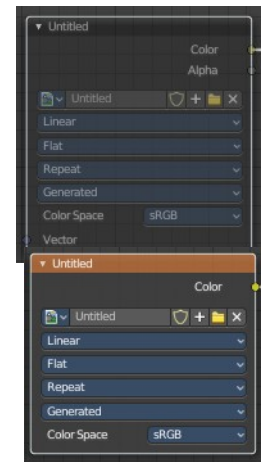 Untitled
Color
Alpha
Untitled
Linear
Flat
Repeat
Generated
Color Space sRGB
Vector
Untitled
Color
Untitled
Linear
Flat
Repeat
Generated
Color Space sRGB